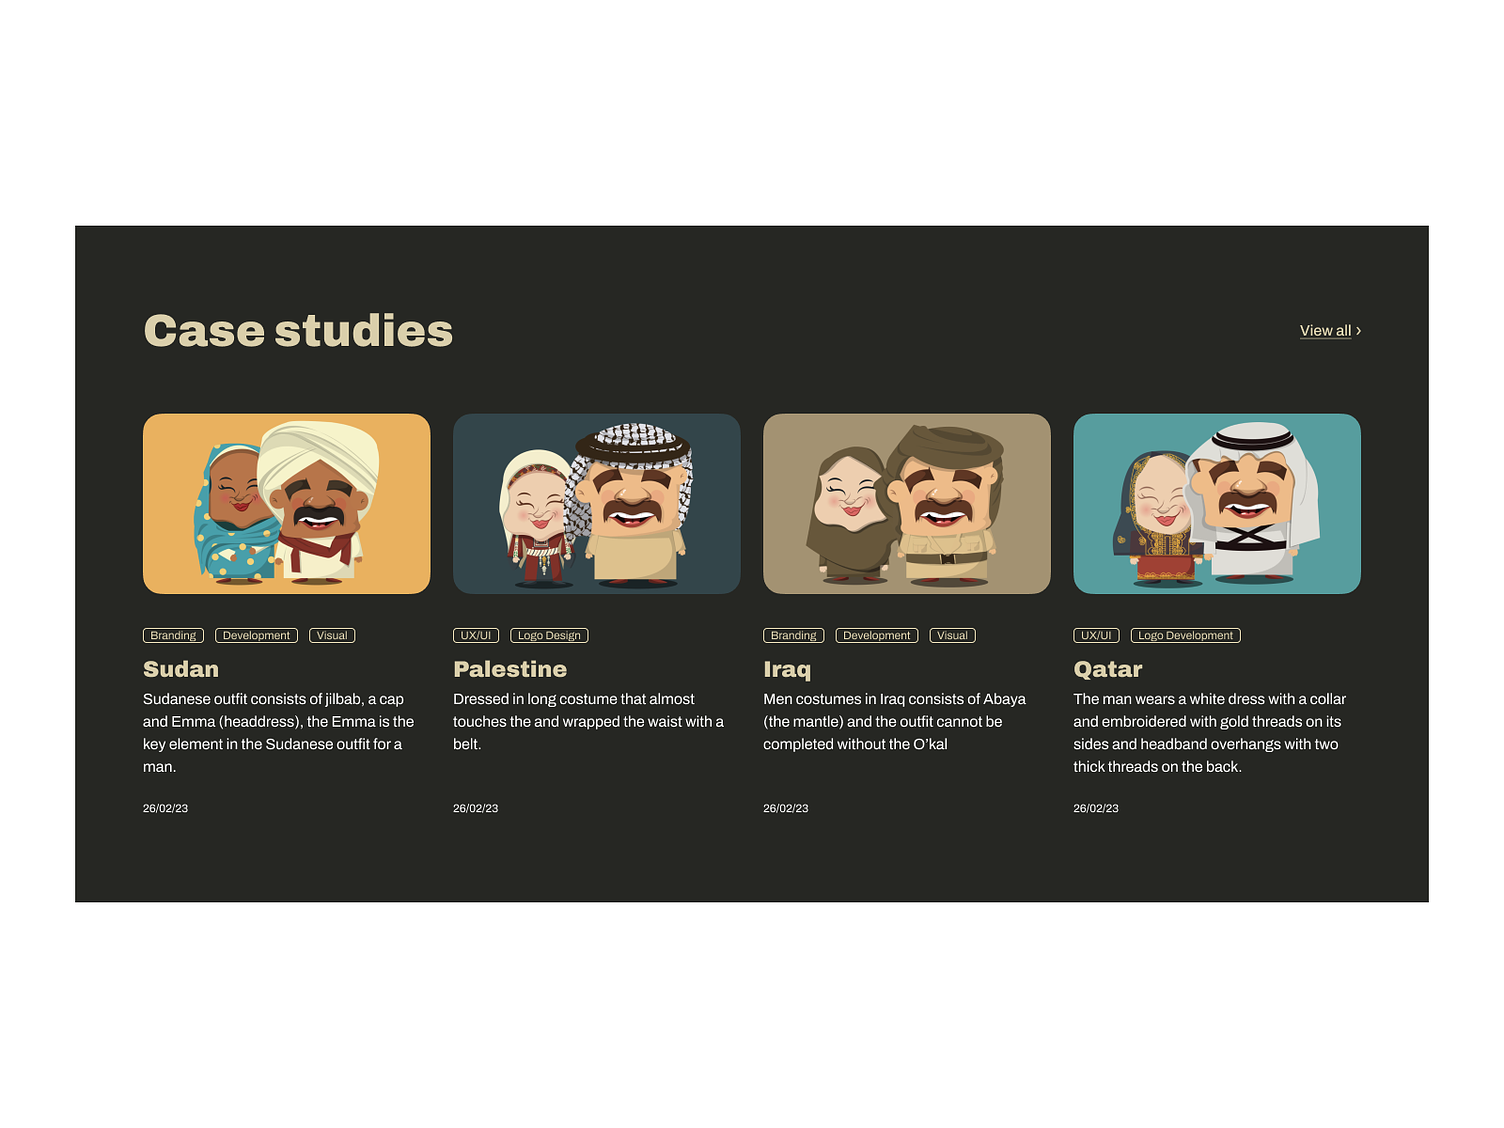 Case studies
View all ›
Branding Development Visual
Sudan
Sudanese outfit consists of jilbab, a cap
and Emma (headdress), the Emma is the
key element in the Sudanese outfit for a
man.
26/02/23
UX/UI Logo Design
Palestine
Dressed in long costume that almost
touches the and wrapped the waist with a
belt.
26/02/23
Branding Development Visual
Iraq
Men costumes in Iraq consists of Abaya
(the mantle) and the outfit cannot be
completed without the O’kal
26/02/23
UX/UI Logo Development
Qatar
The man wears a white dress with a collar
and embroidered with gold threads on its
sides and headband overhangs with two
thick threads on the back.
26/02/23